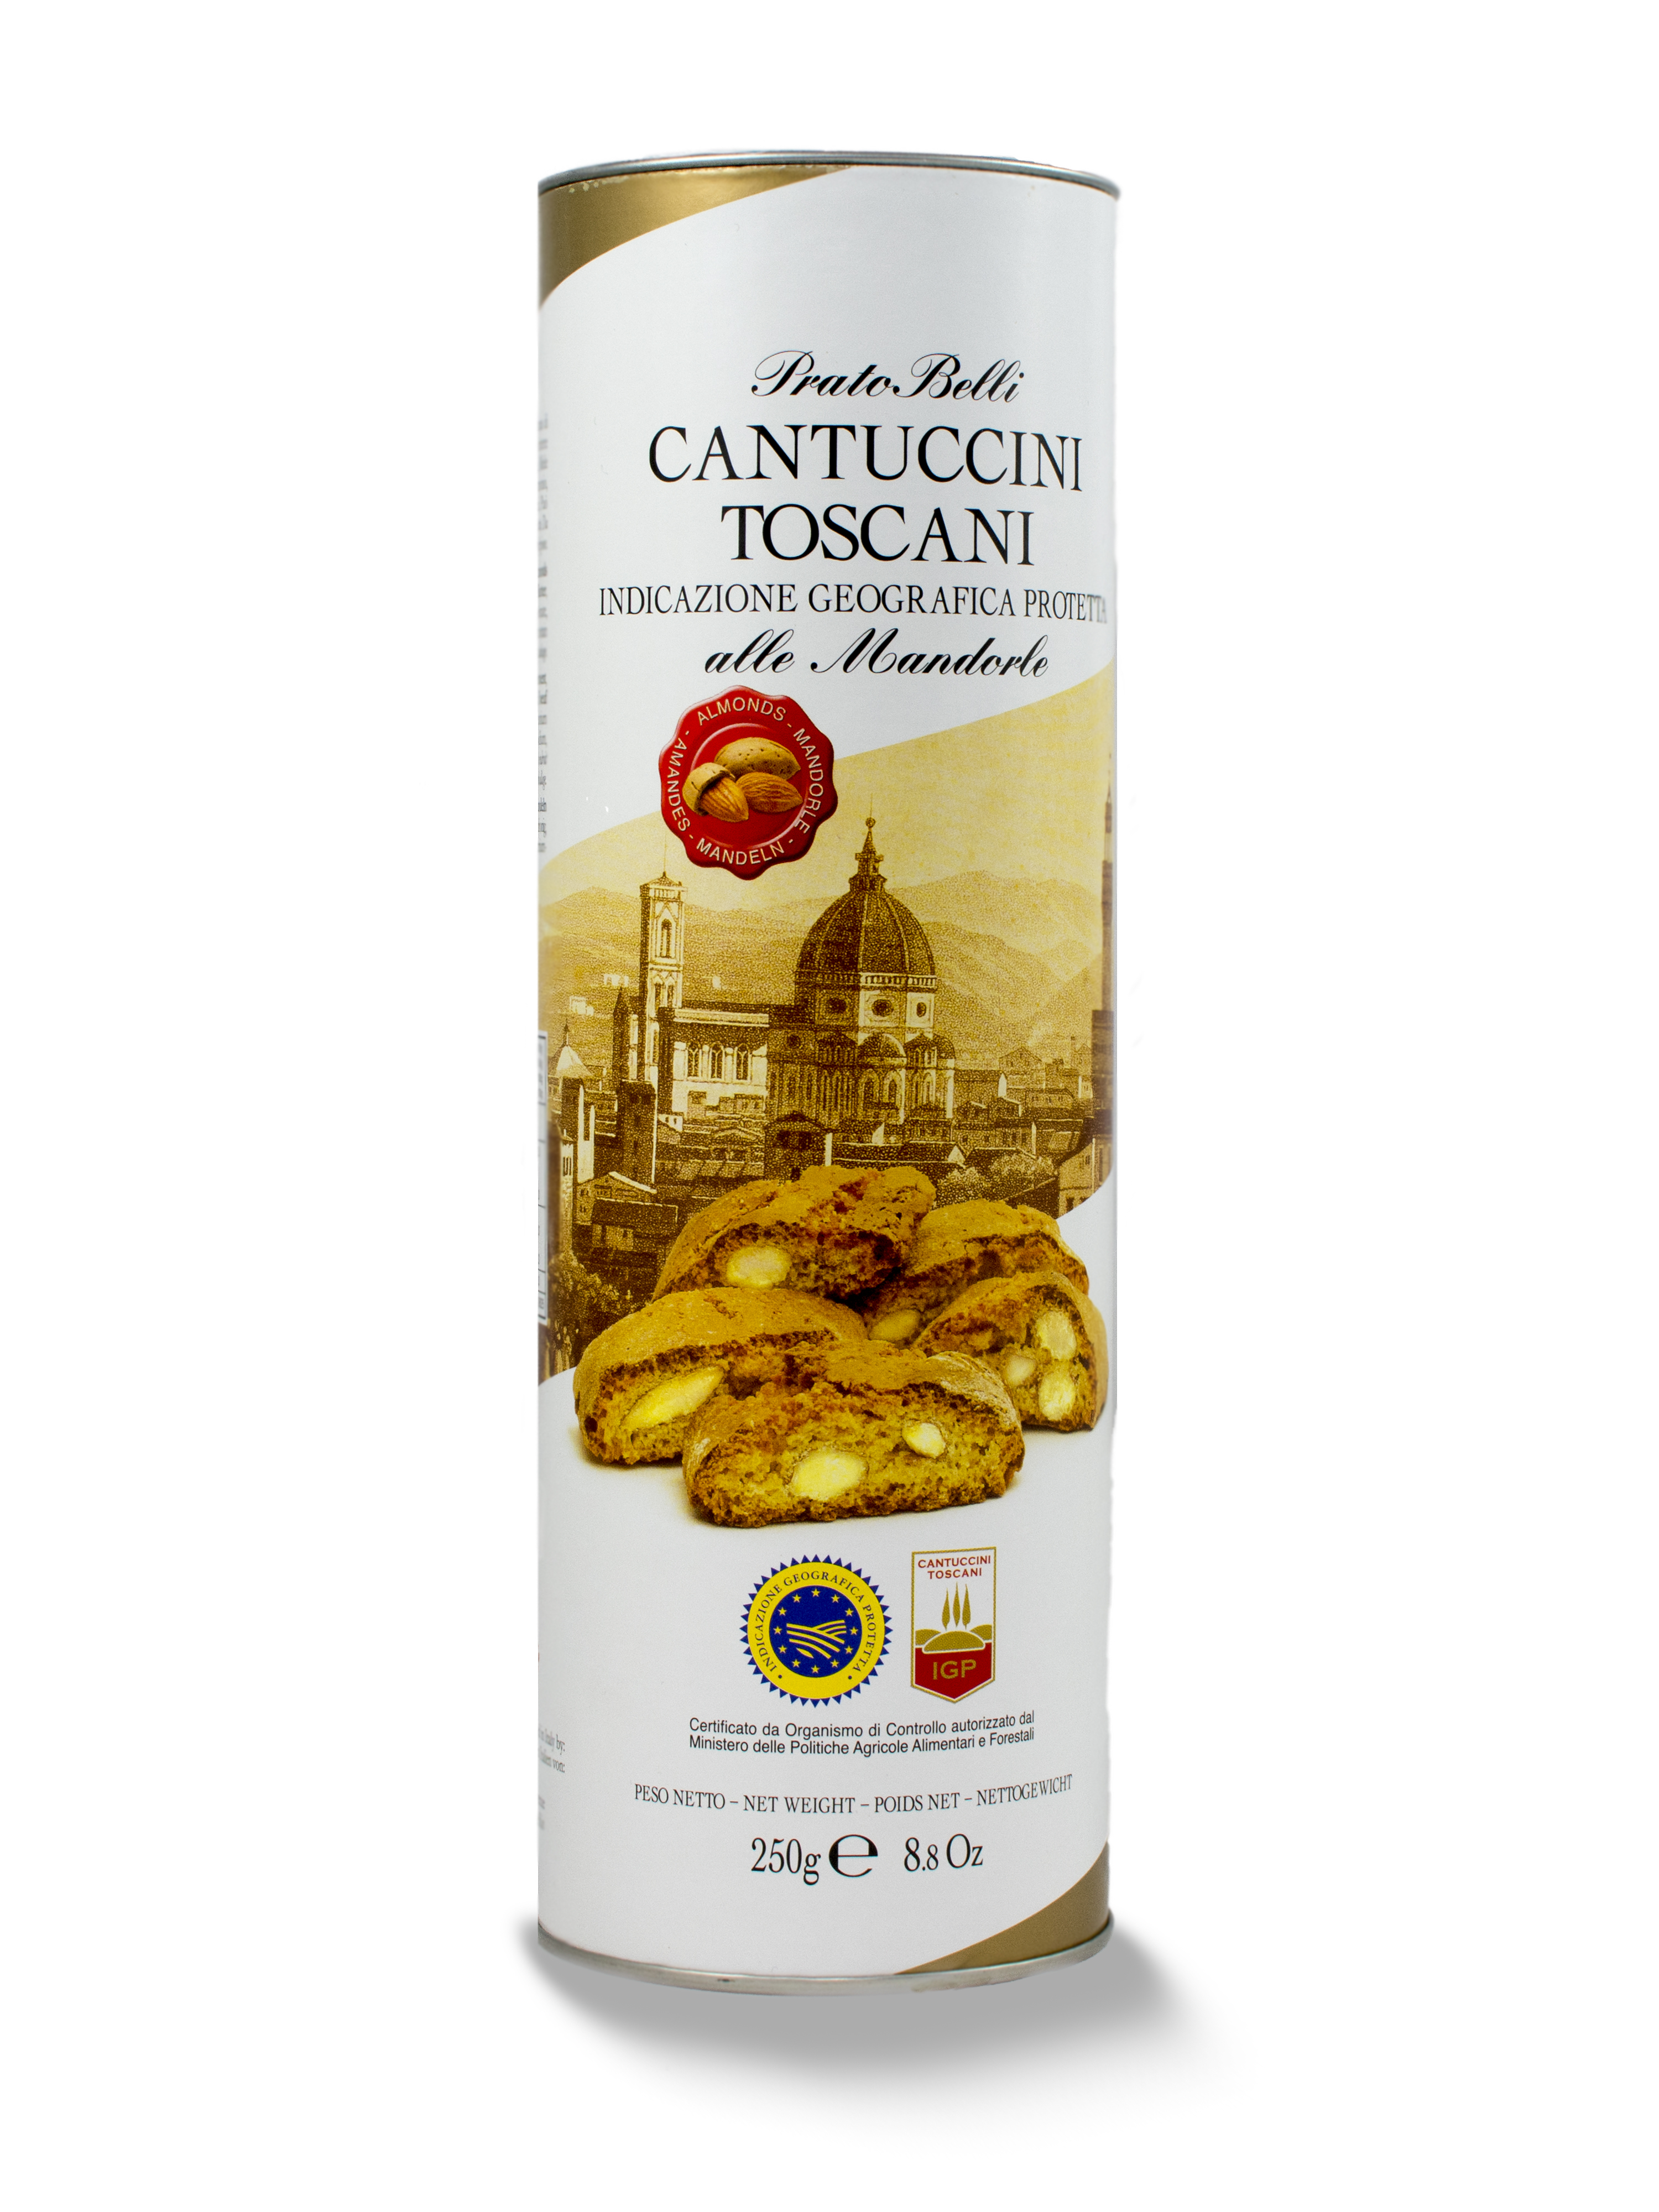 Prato Belli
CANTUCCINI
TOSCANI
INDICAZIONE GEOGRAFICA PROTETTA
alle Mandorle
ALMONDS - MANDORLE - MANDELN - AMANDES -
INDICAZIONE GEOGRAFICA PROTETTA
CANTUCCINI
TOSCANI
IGP
Certificato da Organismo di Controllo autorizzato dal
Ministero delle Politiche Agricole Alimentari e Forestali
PESO NETTO – NET WEIGHT – POIDS NET – NETTOGEWICHT
250g ℮ 8.8 Oz